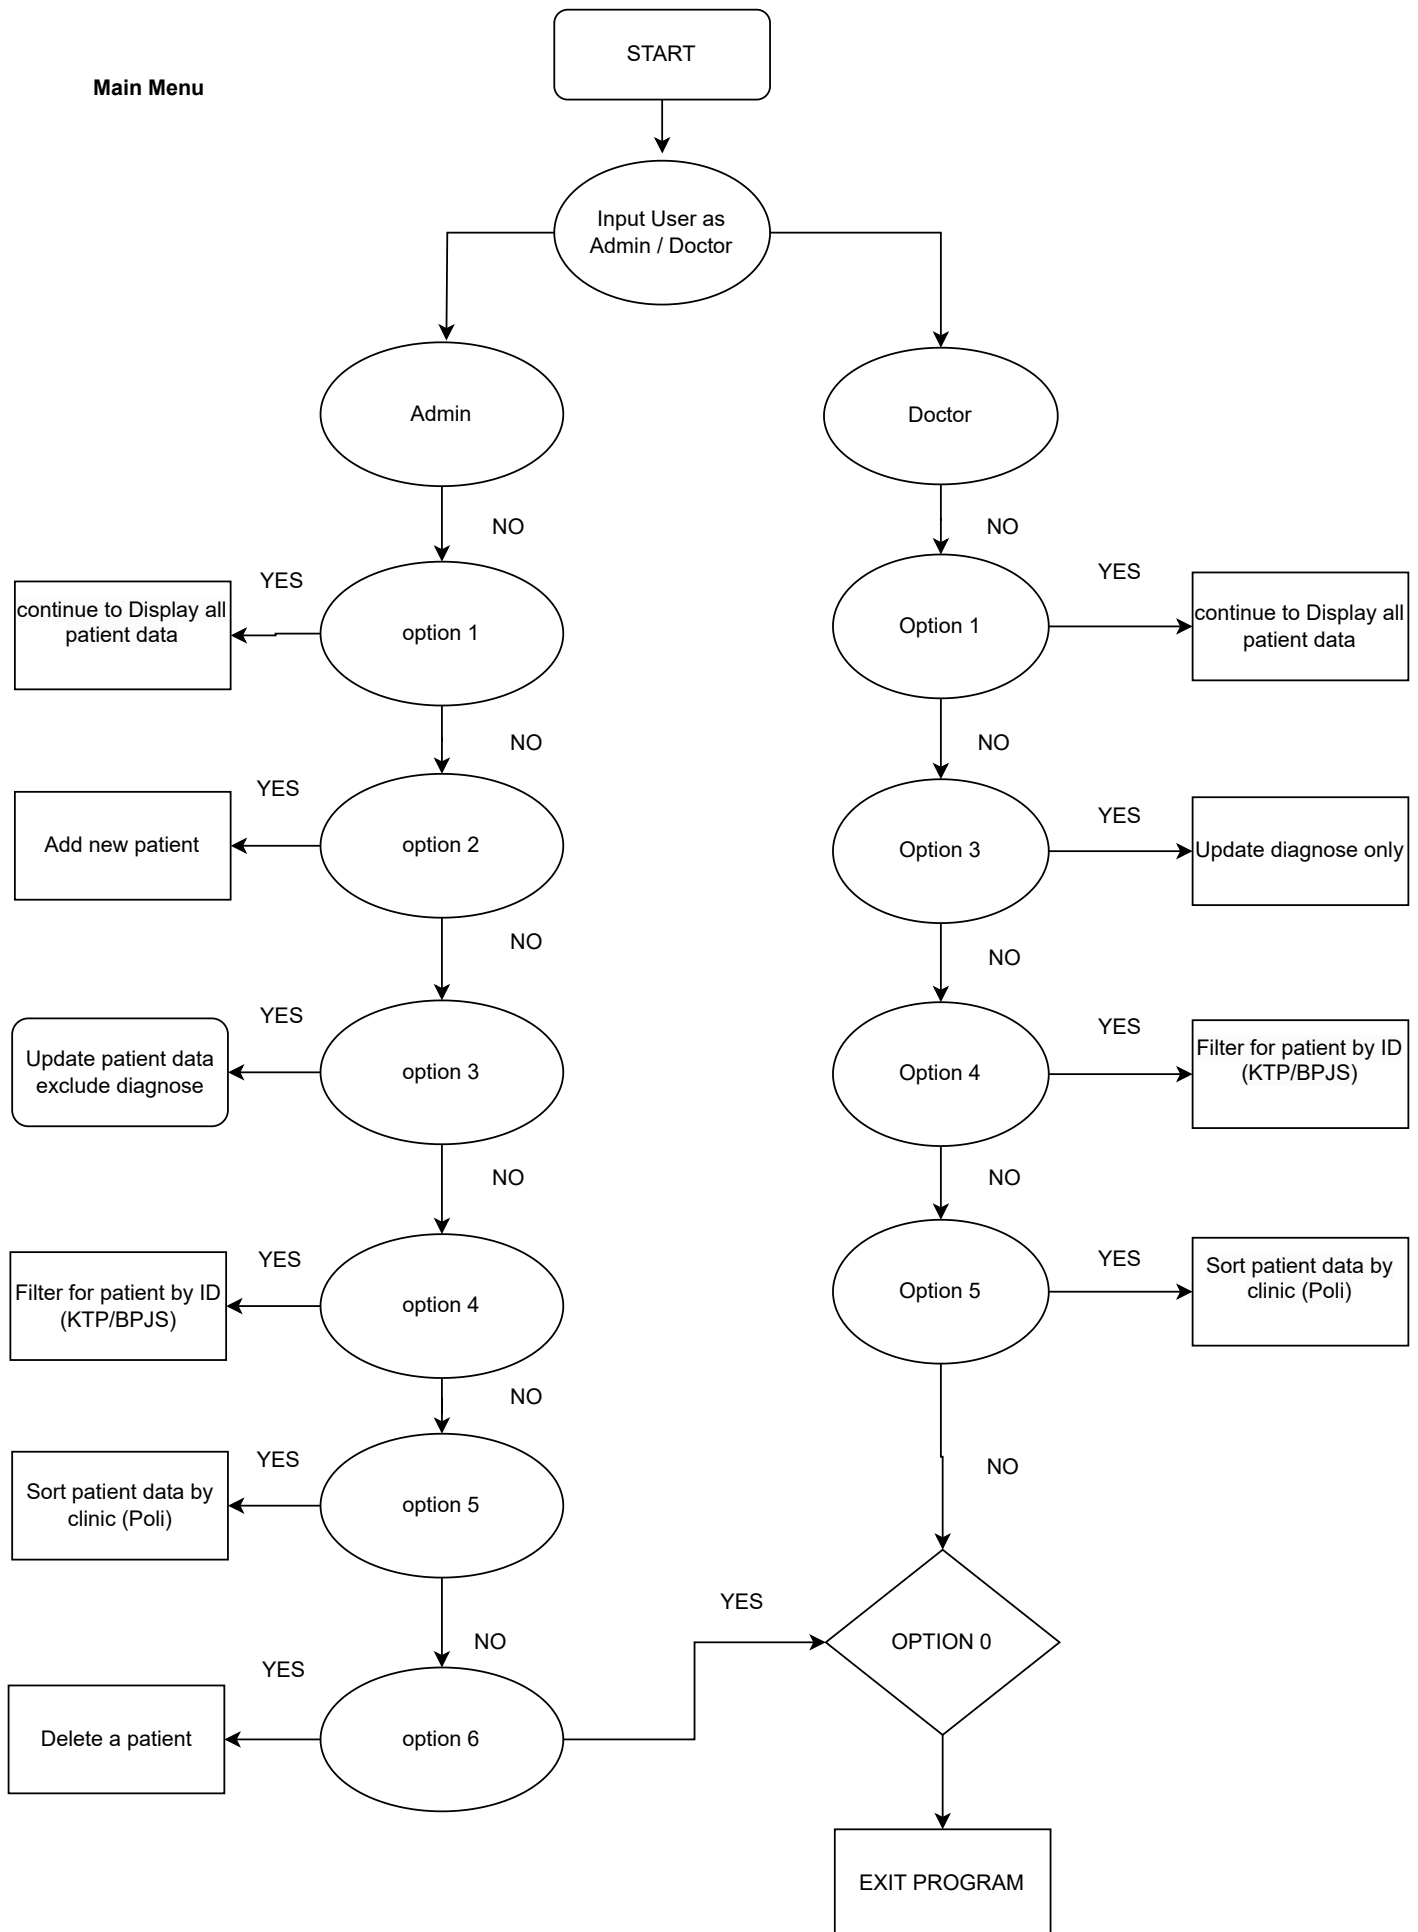 START
Main Menu
Input User as
Admin / Doctor
Admin
Doctor
NO
NO
YES
continue to Display all
patient data
option 1
Option 1
YES
continue to Display all
patient data
NO
NO
YES
Add new patient
option 2
Option 3
YES
Update diagnose only
NO
NO
YES
Update patient data
exclude diagnose
option 3
Option 4
YES
Filter for patient by ID
(KTP/BPJS)
NO
NO
YES
Filter for patient by ID
(KTP/BPJS)
option 4
Option 5
YES
Sort patient data by
clinic (Poli)
NO
NO
YES
Sort patient data by
clinic (Poli)
option 5
NO
YES
YES
Delete a patient
option 6
OPTION 0
EXIT PROGRAM